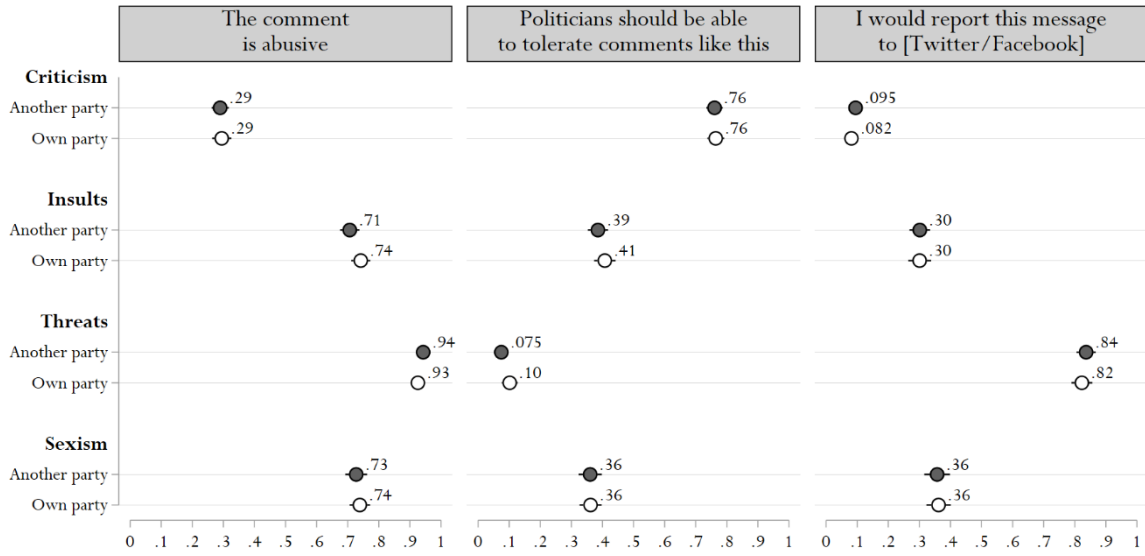 The comment
is abusive
Politicians should be able
to tolerate comments like this
I would report this message
to [Twitter/Facebook]
Criticism
Another party .29 .76 .095
Own party .29 .76 .082
Insults
Another party .71 .39 .30
Own party .74 .41 .30
Threats
Another party .94 .075 .84
Own party .93 .10 .82
Sexism
Another party .73 .36 .36
Own party .74 .36 .36
0 .1 .2 .3 .4 .5 .6 .7 .8 .9 1 0 .1 .2 .3 .4 .5 .6 .7 .8 .9 1 0 .1 .2 .3 .4 .5 .6 .7 .8 .9 1